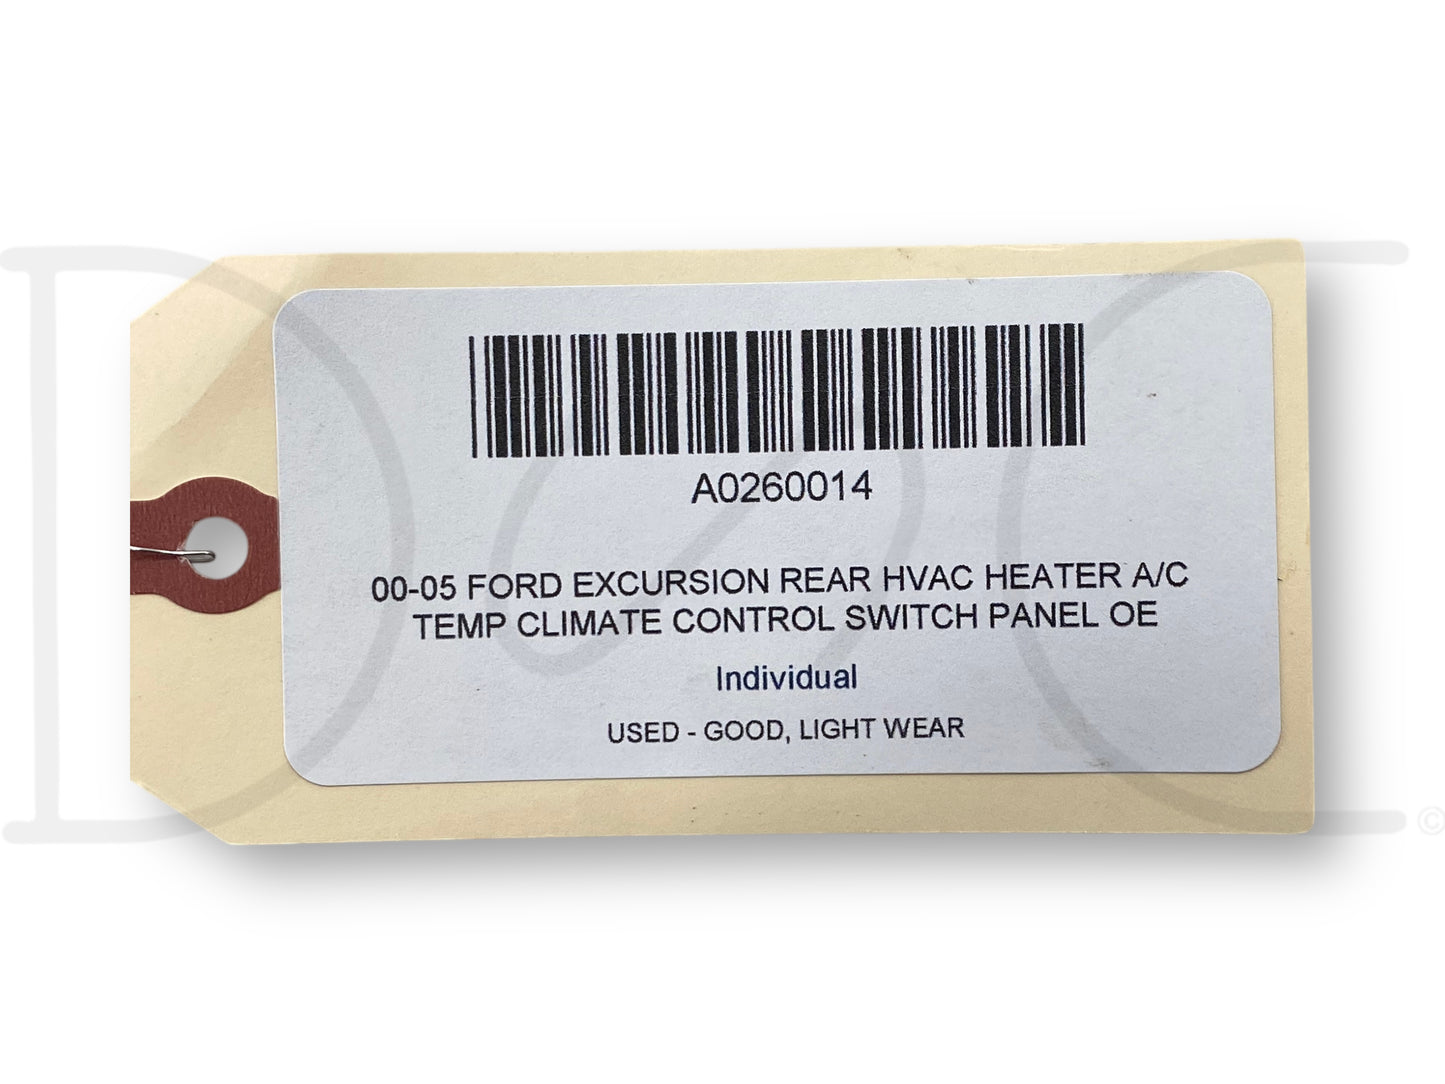 A0260014
00-05 FORD EXCURSION REAR HVAC HEATER A/C
TEMP CLIMATE CONTROL SWITCH PANEL OE
Individual
USED - GOOD, LIGHT WEAR
D C
©